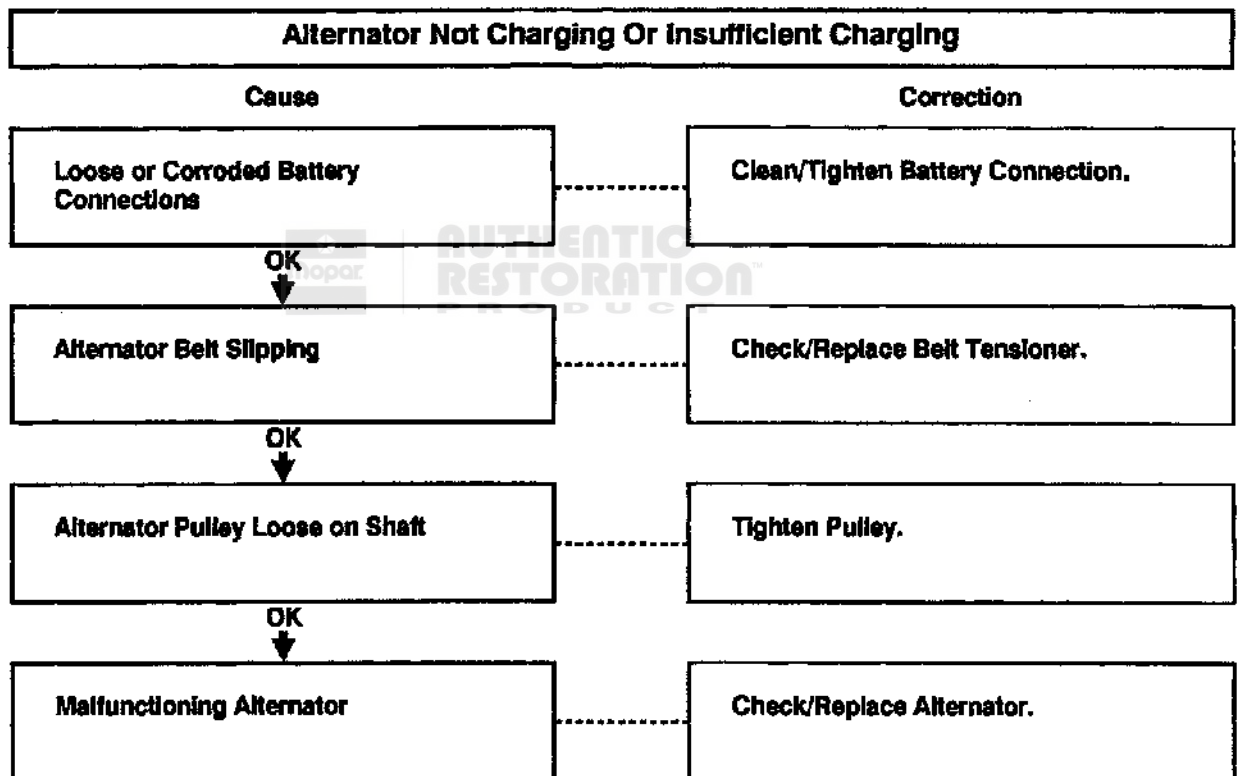 Alternator Not Charging Or Insufficient Charging
Cause
Correction
Loose or Corroded Battery
Connections
Clean/Tighten Battery Connection.
mopar
AUTHENTIC
RESTORATION™
PRODUCT
OK
Alternator Belt Slipping
Check/Replace Belt Tensioner.
OK
Alternator Pulley Loose on Shaft
Tighten Pulley.
OK
Malfunctioning Alternator
Check/Replace Alternator.